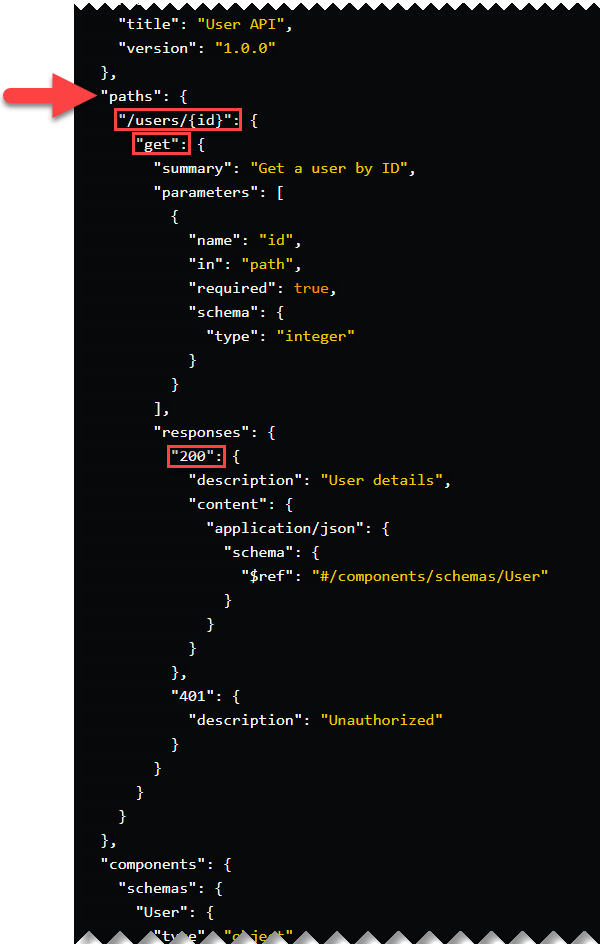 "title": "User API",
"version": "1.0.0"
},
"paths": {
"/users/{id}": {
"get": {
"summary": "Get a user by ID",
"parameters": [
{
"name": "id",
"in": "path",
"required": true,
"schema": {
"type": "integer"
}
}
],
"responses": {
"200": {
"description": "User details",
"content": {
"application/json": {
"schema": {
"$ref": "#/components/schemas/User"
}
}
}
},
"401": {
"description": "Unauthorized"
}
}
}
}
},
"components": {
"schemas": {
"User": {
"type": "object"